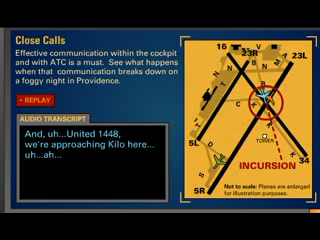 Close Calls
Effective communication within the cockpit
and with ATC is a must. See what happens
when that communication breaks down on
a foggy night in Providence.
REPLAY
AUDIO TRANSCRIPT
And, uh...United 1448,
we're approaching Kilo here...
uh...ah...
16
V
23R
23L
T
N
N
B
N
M
A
T
C
K
B
5L
TOWER
S
D
34
INCURSION
5R
Not to scale: Planes are enlarged
for illustration purposes.